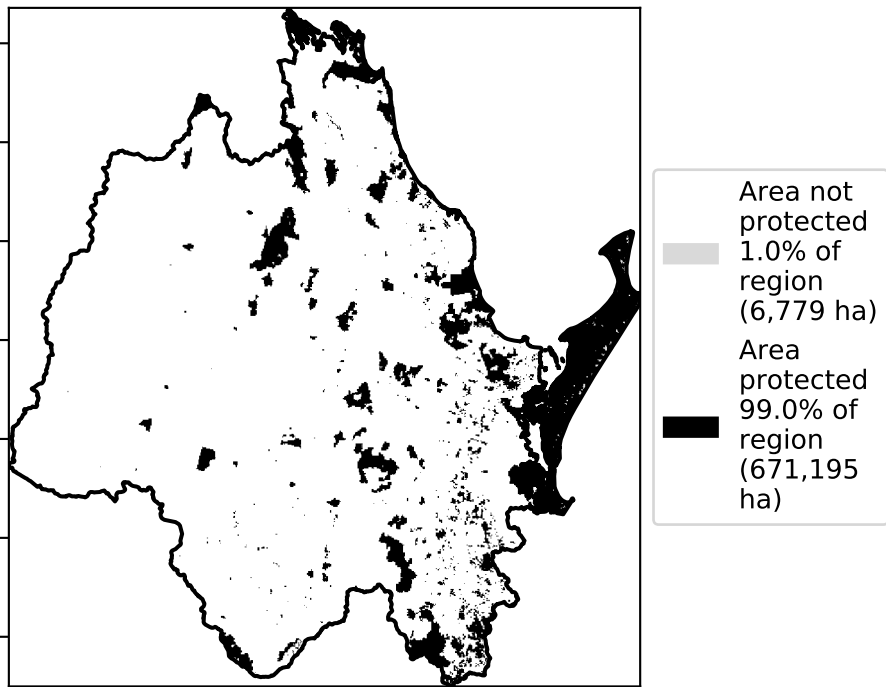 Area not
protected
1.0% of
region
(6,779 ha)
Area
protected
99.0% of
region
(671,195
ha)